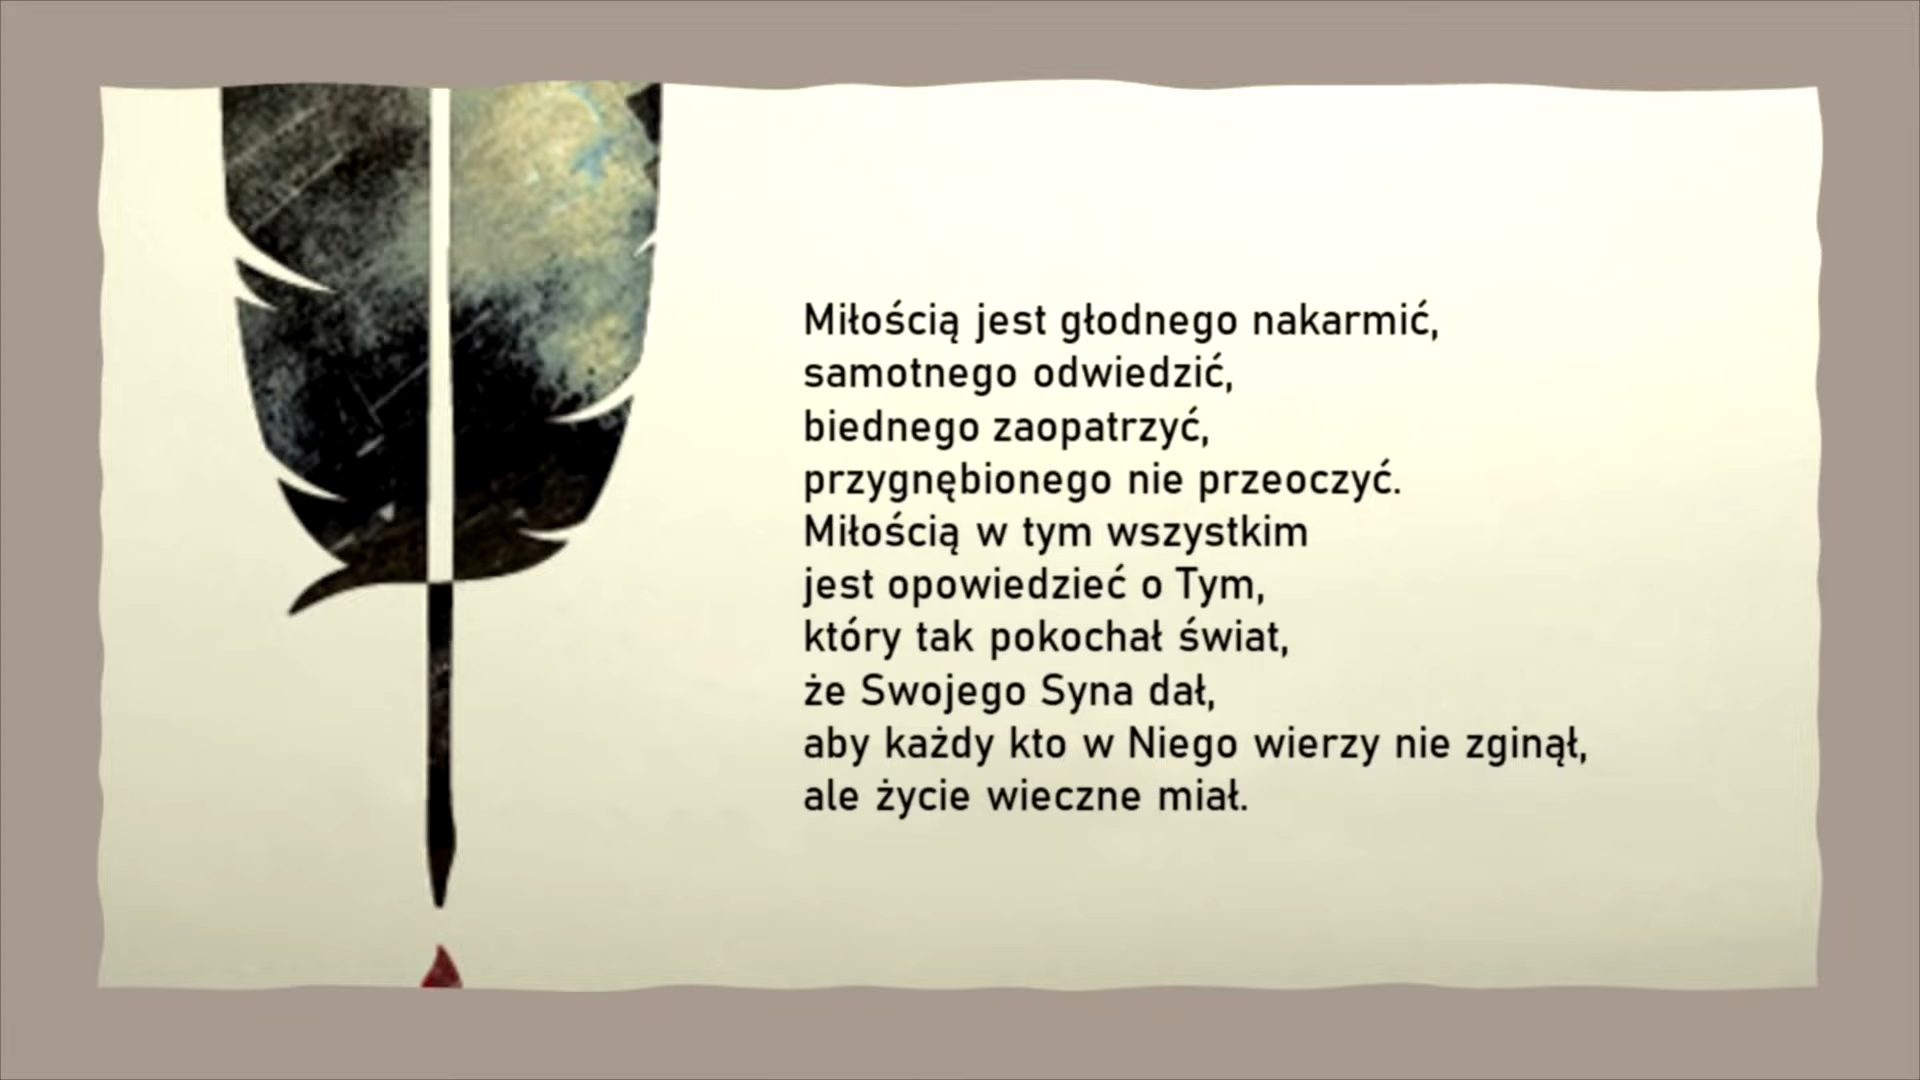 Miłością jest głodnego nakarmić,
samotnego odwiedzić,
biednego zaopatrzyć,
przygnębionego nie przeoczyć.
Miłością w tym wszystkim
jest opowiedzieć o Tym,
który tak pokochał świat,
że Swojego Syna dał,
aby każdy kto w Niego wierzy nie zginął,
ale życie wieczne miał.